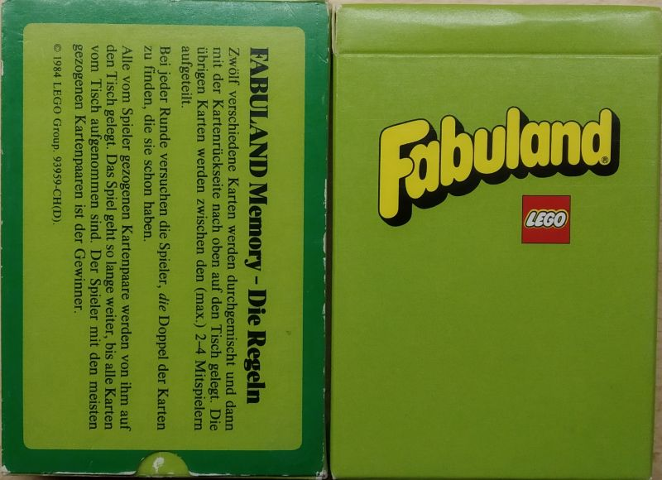 FABULAND Memory - Die Regeln
Zwölf verschiedene Karten werden durchgemischt und dann
mit der Kartenrückseite nach oben auf den Tisch gelegt. Die
übrigen Karten werden zwischen den (max.) 2-4 Mitspielern
aufgeteilt.
Bei jeder Runde versuchen die Spieler, die Doppel der Karten
zu finden, die sie schon haben.
Alle vom Spieler gezogenen Kartenpaare werden von ihm auf
den Tisch gelegt. Das Spiel geht so lange weiter, bis alle Karten
vom Tisch aufgenommen sind. Der Spieler mit den meisten
gezogenen Kartenpaaren ist der Gewinner.
© 1984 LEGO Group. 93959-CH(D).
Fabuland®
LEGO